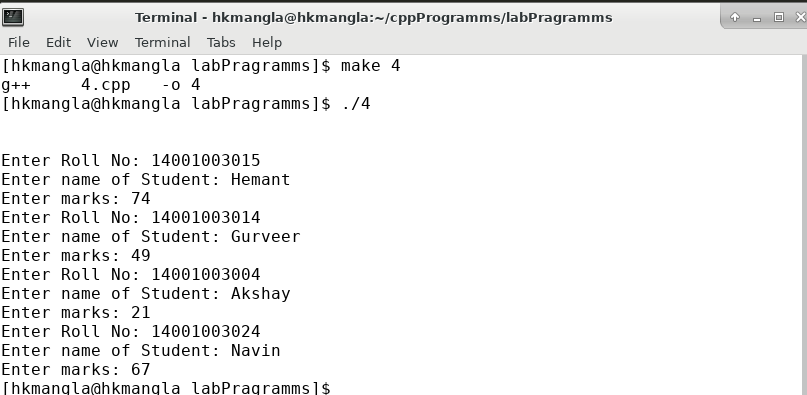 Terminal - hkmangla@hkmangla:~/cppProgramms/labPragramms
File Edit View Terminal Tabs Help
[hkmangla@hkmangla labPragramms]$ make 4
g++     4.cpp   -o 4
[hkmangla@hkmangla labPragramms]$ ./4
Enter Roll No: 14001003015
Enter name of Student: Hemant
Enter marks: 74
Enter Roll No: 14001003014
Enter name of Student: Gurveer
Enter marks: 49
Enter Roll No: 14001003004
Enter name of Student: Akshay
Enter marks: 21
Enter Roll No: 14001003024
Enter name of Student: Navin
Enter marks: 67
[hkmangla@hkmangla labPragramms]$